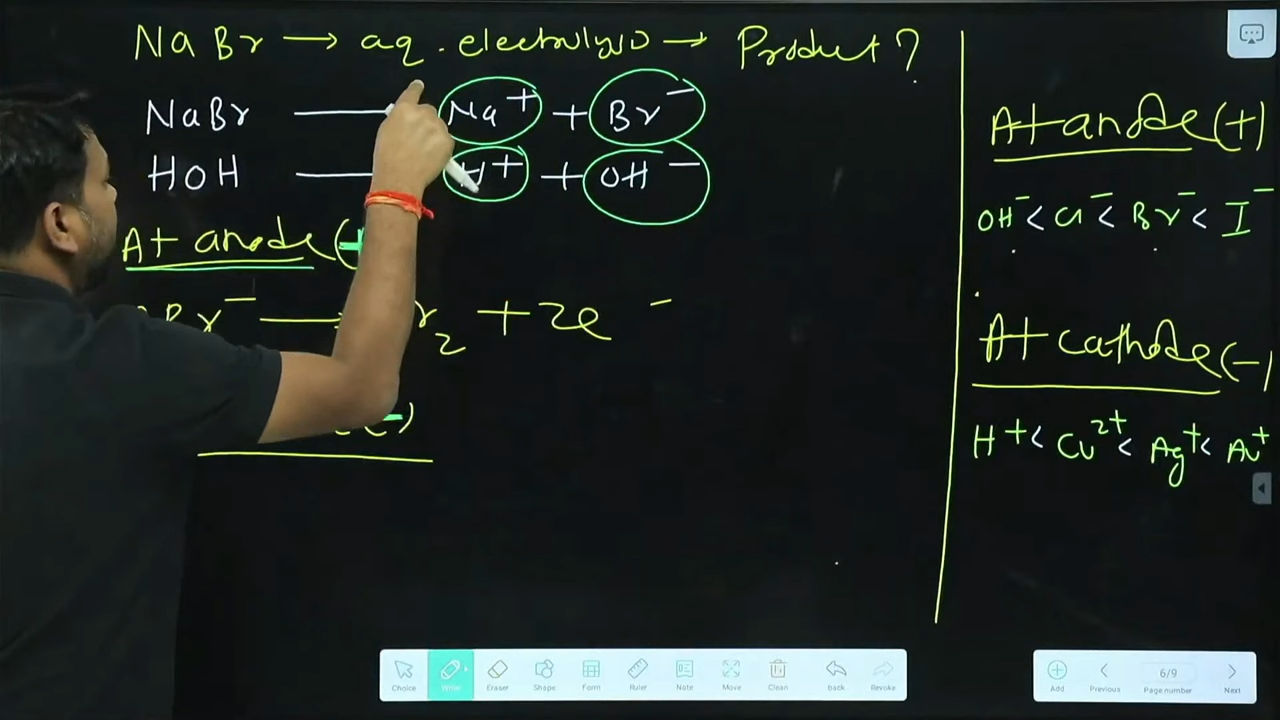 NaBr → aq. electrolysis → Product ?
NaBr → Na⁺ + Br⁻
HOH → H⁺ + OH⁻
At anode (+
Br⁻ → r₂ + 2e⁻
(-)
At anode (+)
OH⁻ < Cl⁻ < Br⁻ < I⁻
At cathode (-)
H⁺ < Cu²⁺ < Ag⁺ < Au⁺
Choice
Write
Eraser
Shape
Form
Ruler
Note
Move
Clean
back
Revoke
Add
Previous
6/9
Page number
Next